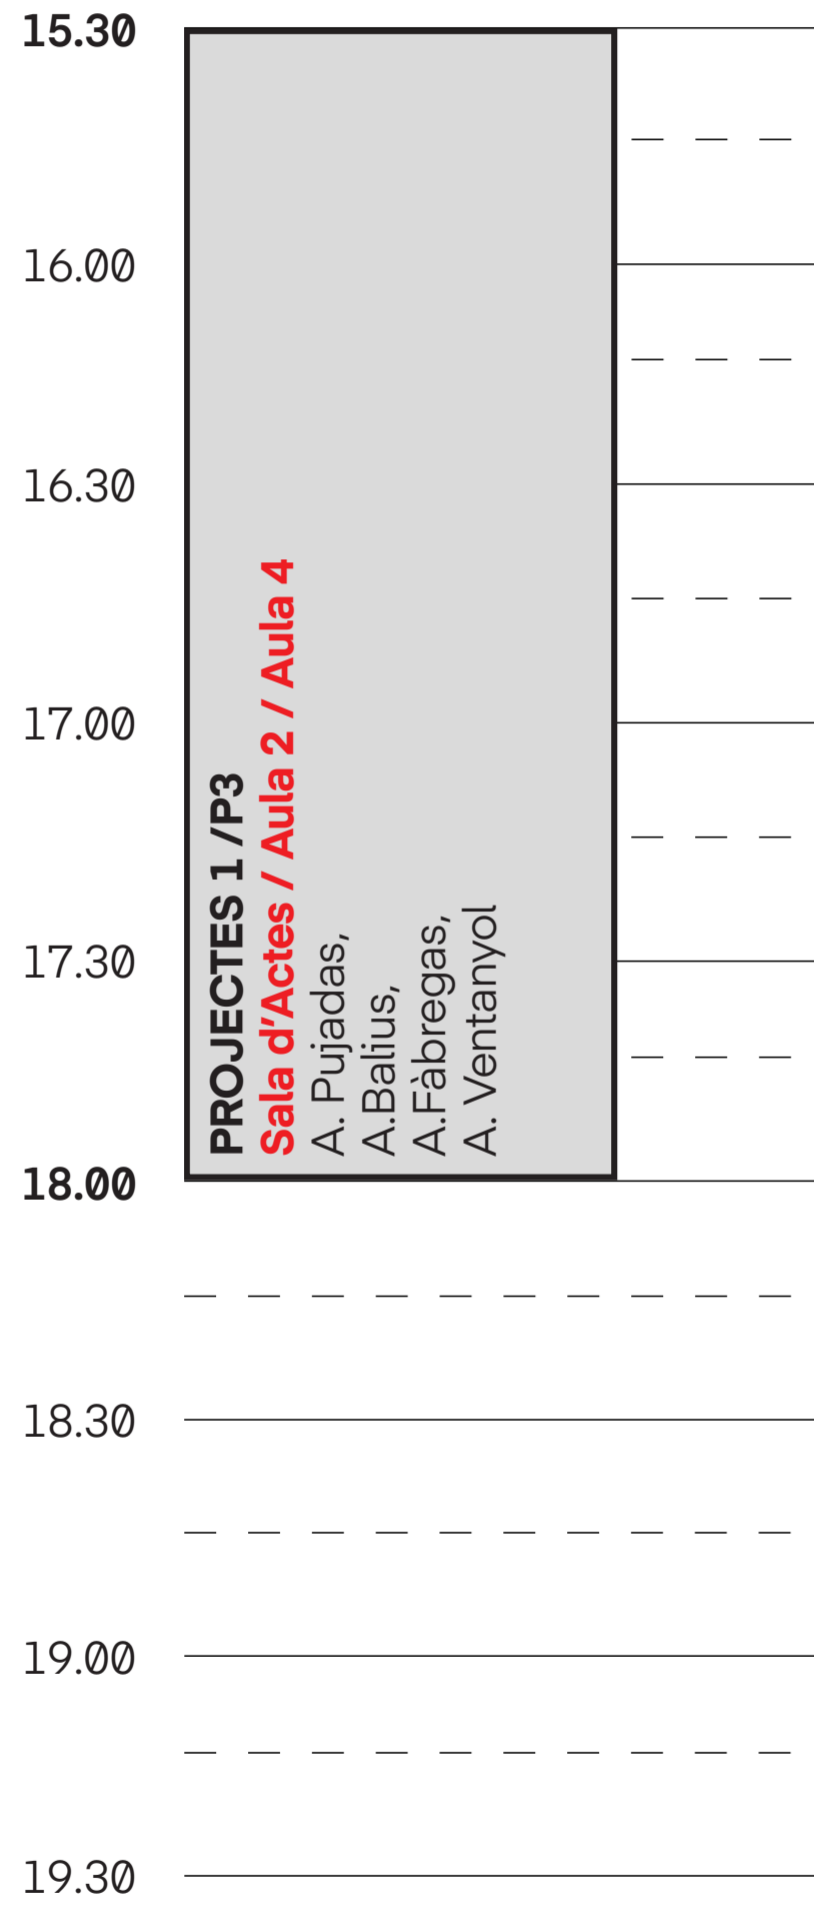 15.30
16.00
16.30
17.00
17.30
18.00
18.30
19.00
19.30
PROJECTES 1 /P3
Sala d’Actes / Aula 2 / Aula 4
A. Pujadas,
A.Balius,
A.Fàbregas,
A. Ventanyol